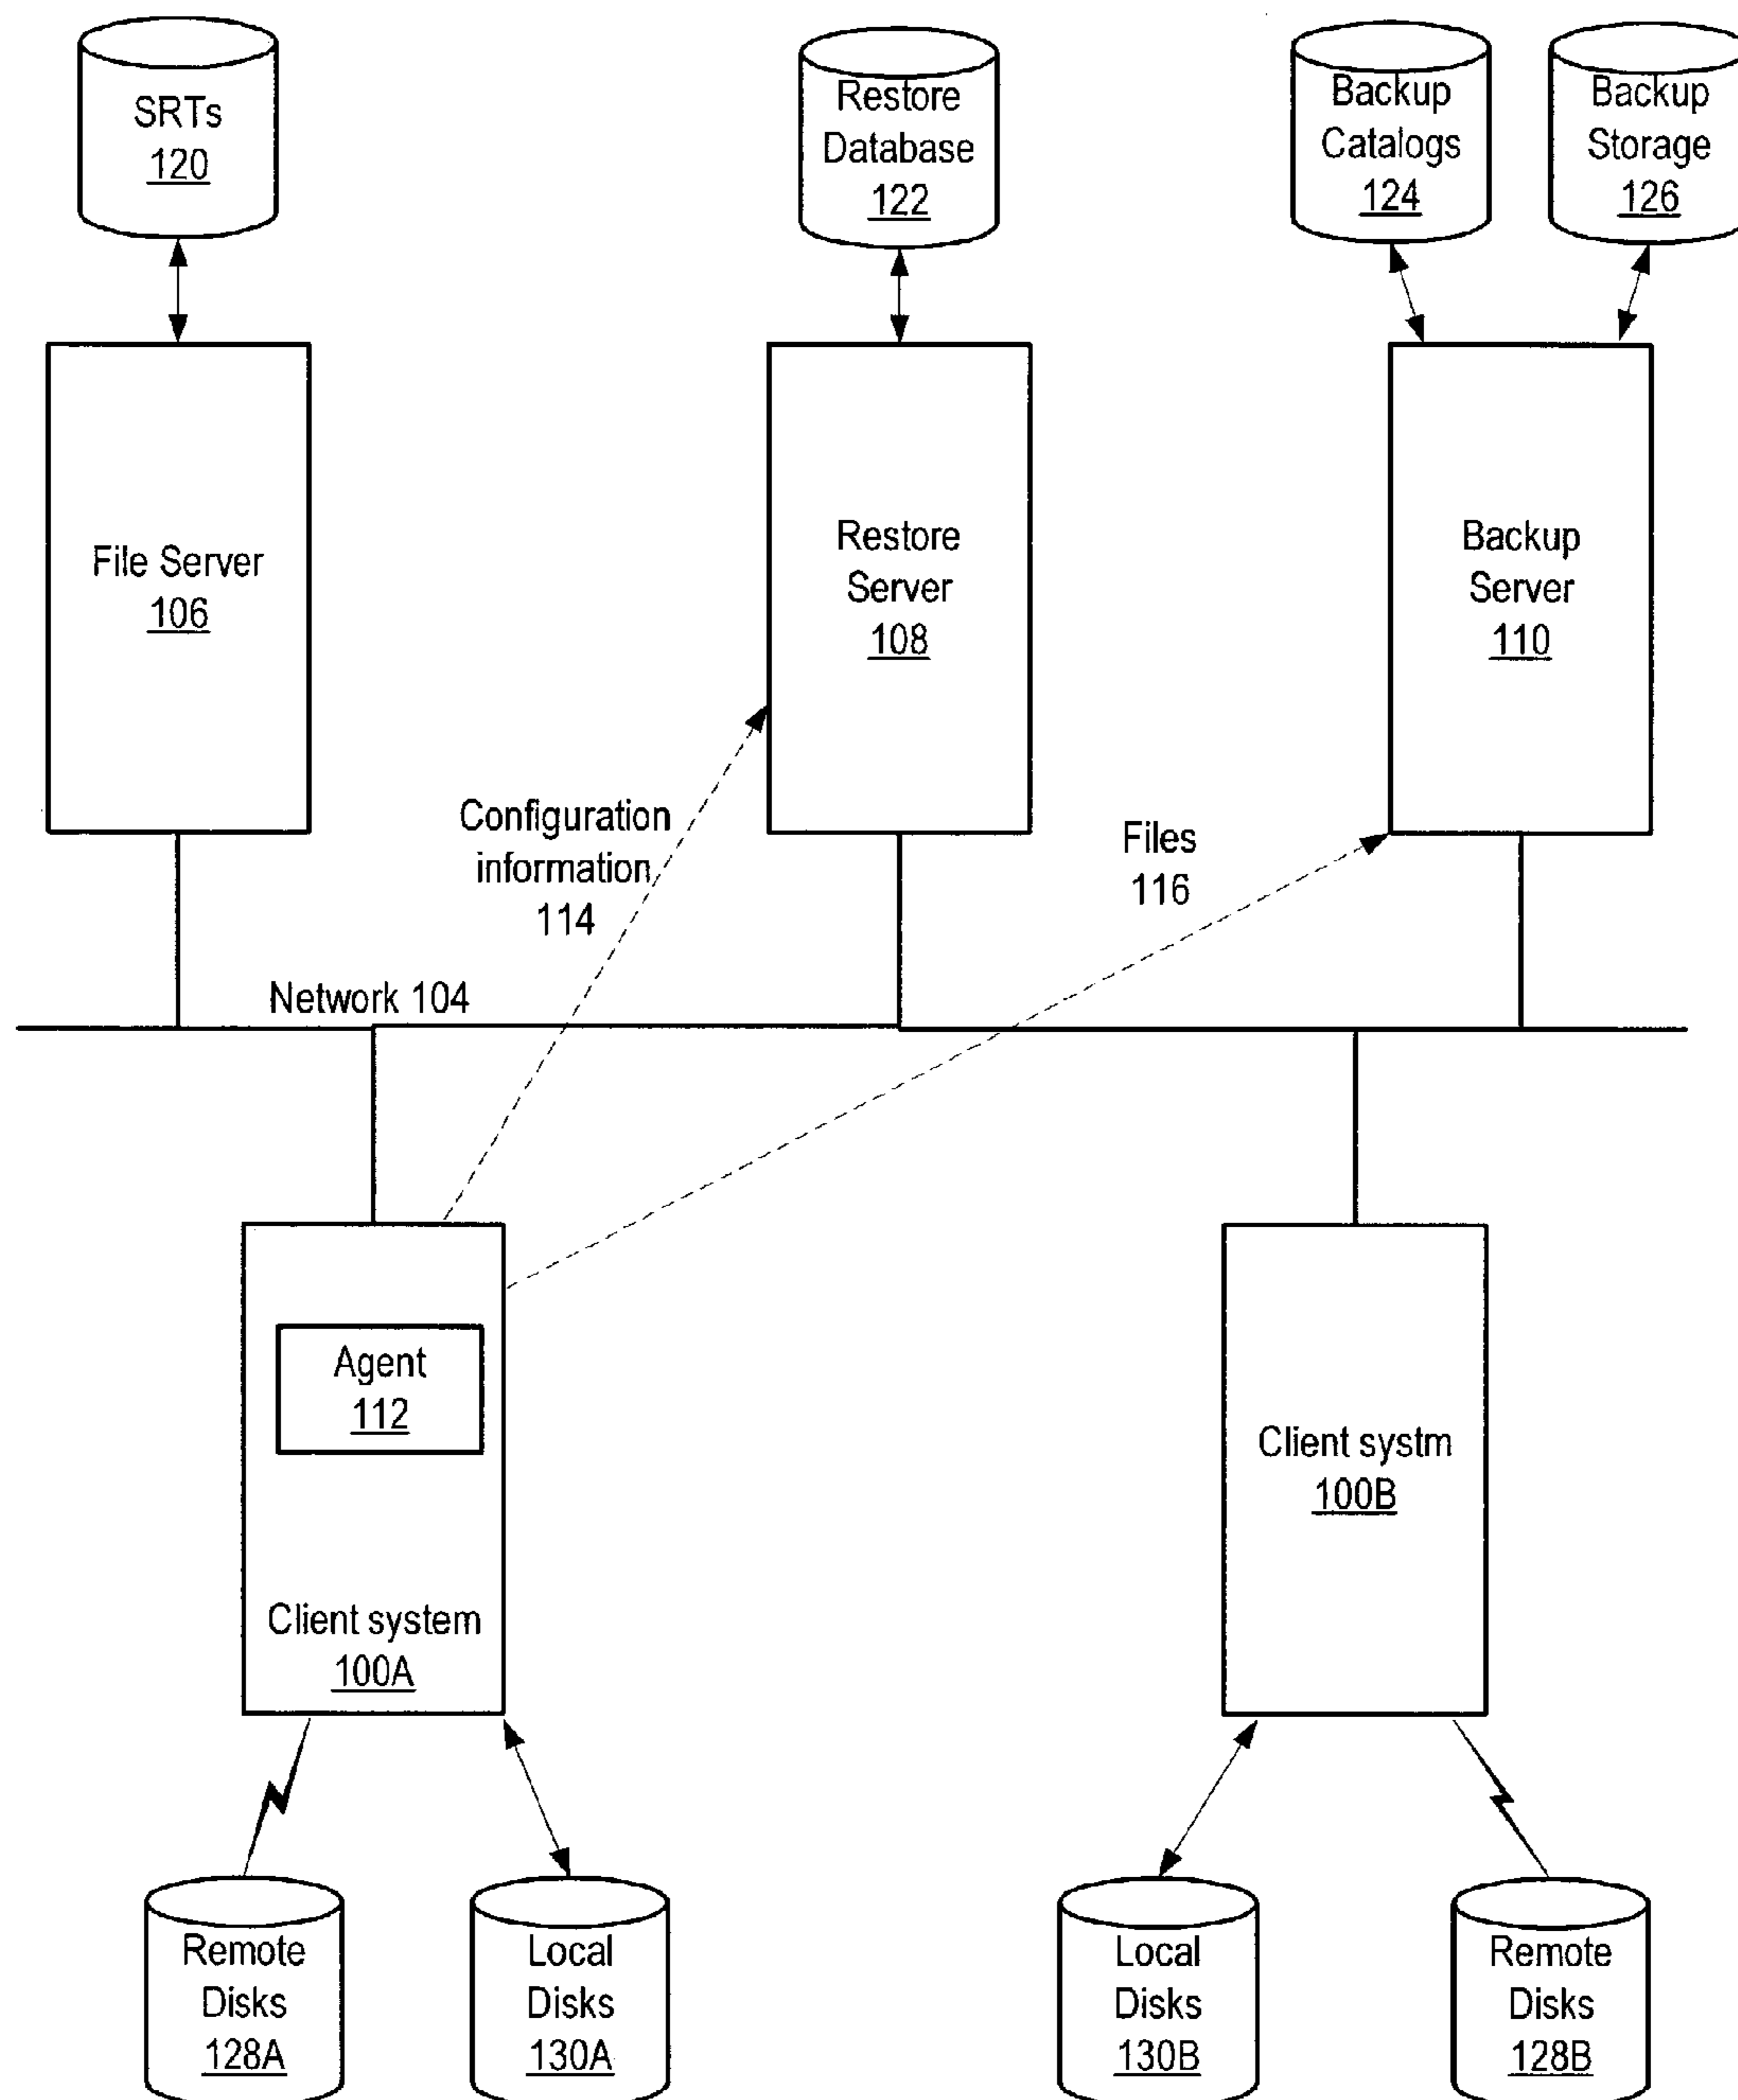 SRTs
120
Restore
Database
122
Backup
Catalogs
124
Backup
Storage
126
File Server
106
Restore
Server
108
Backup
Server
110
Configuration
information
114
Files
116
Network 104
Agent
112
Client system
100A
Client systm
100B
Remote
Disks
128A
Local
Disks
130A
Local
Disks
130B
Remote
Disks
128B